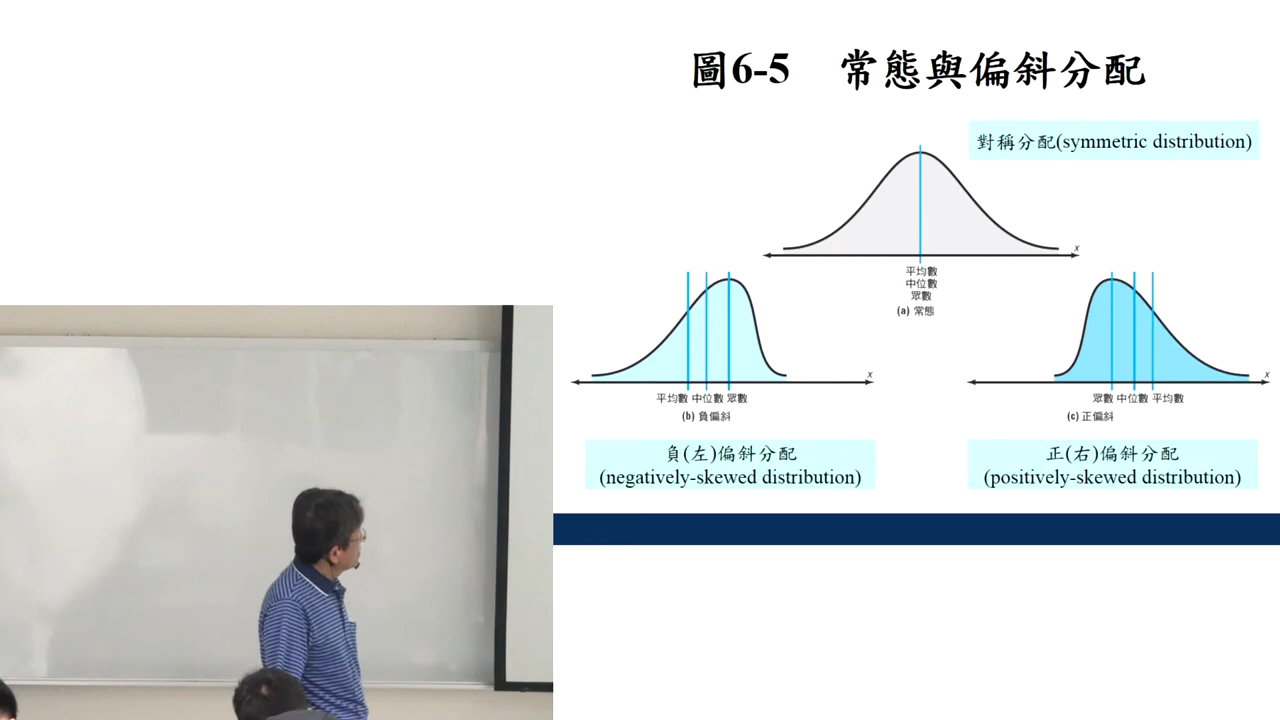 圖6-5 常態與偏斜分配
對稱分配(symmetric distribution)
x
平均數
中位數
眾數
(a) 常態
x
平均數 中位數 眾數
(b) 負偏斜
x
眾數 中位數 平均數
(c) 正偏斜
負(左)偏斜分配
(negatively-skewed distribution)
正(右)偏斜分配
(positively-skewed distribution)